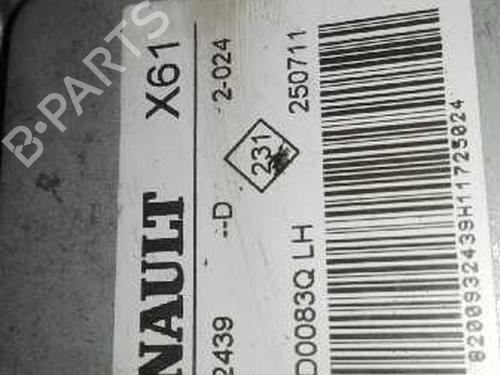 B-PARTS
NAULT X61
2439 --D 2-024
231
D0083Q LH 250711
8200932439H11725024